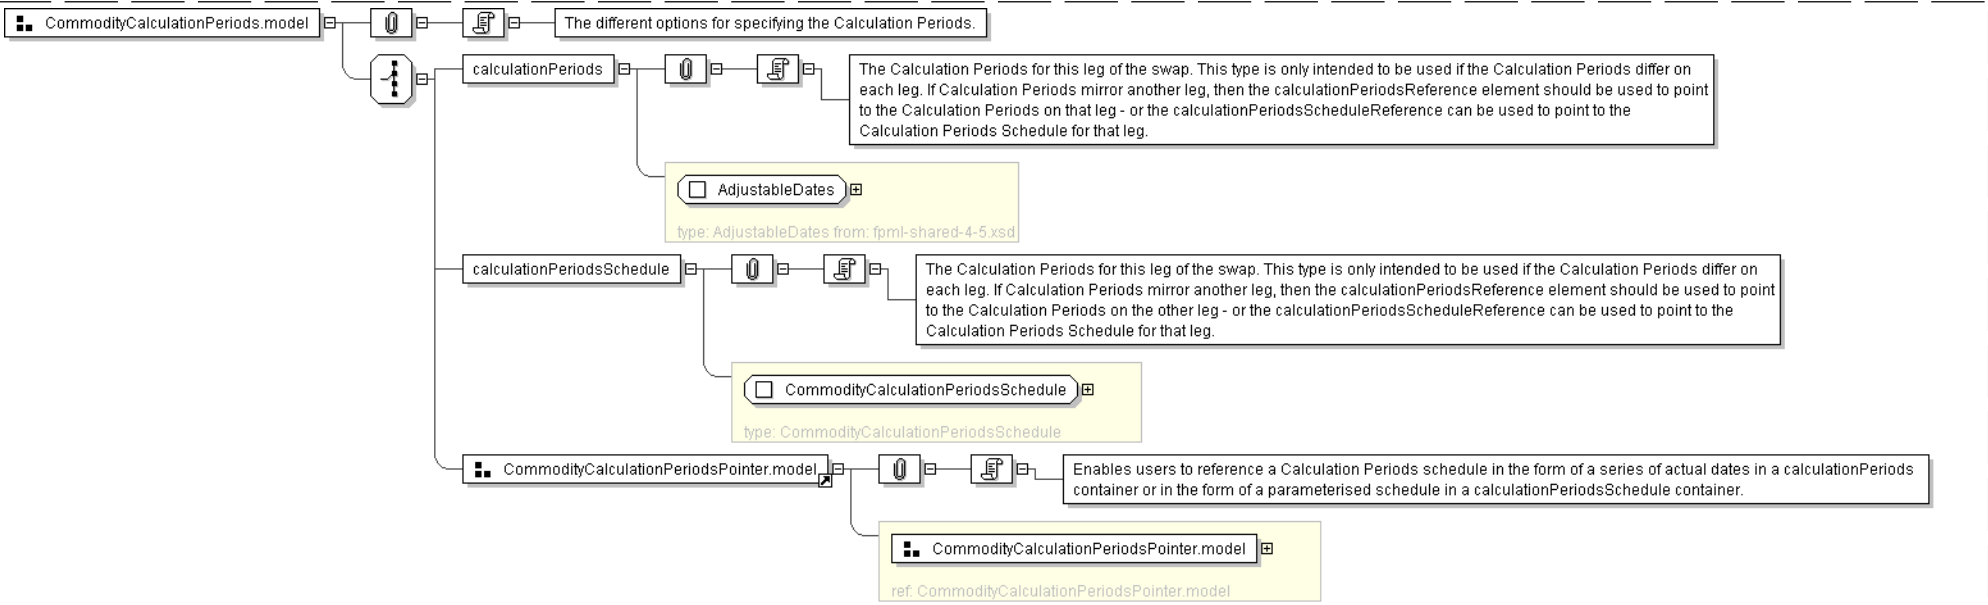 CommodityCalculationPeriods.model
The different options for specifying the Calculation Periods.
calculationPeriods
The Calculation Periods for this leg of the swap. This type is only intended to be used if the Calculation Periods differ on
each leg. If Calculation Periods mirror another leg, then the calculationPeriodsReference element should be used to point
to the Calculation Periods on that leg - or the calculationPeriodsScheduleReference can be used to point to the
Calculation Periods Schedule for that leg.
AdjustableDates
type: AdjustableDates from: fpml-shared-4-5.xsd
calculationPeriodsSchedule
The Calculation Periods for this leg of the swap. This type is only intended to be used if the Calculation Periods differ on
each leg. If Calculation Periods mirror another leg, then the calculationPeriodsReference element should be used to point
to the Calculation Periods on the other leg - or the calculationPeriodsScheduleReference can be used to point to the
Calculation Periods Schedule for that leg.
CommodityCalculationPeriodsSchedule
type: CommodityCalculationPeriodsSchedule
CommodityCalculationPeriodsPointer.model
Enables users to reference a Calculation Periods schedule in the form of a series of actual dates in a calculationPeriods
container or in the form of a parameterised schedule in a calculationPeriodsSchedule container.
CommodityCalculationPeriodsPointer.model
ref: CommodityCalculationPeriodsPointer.model